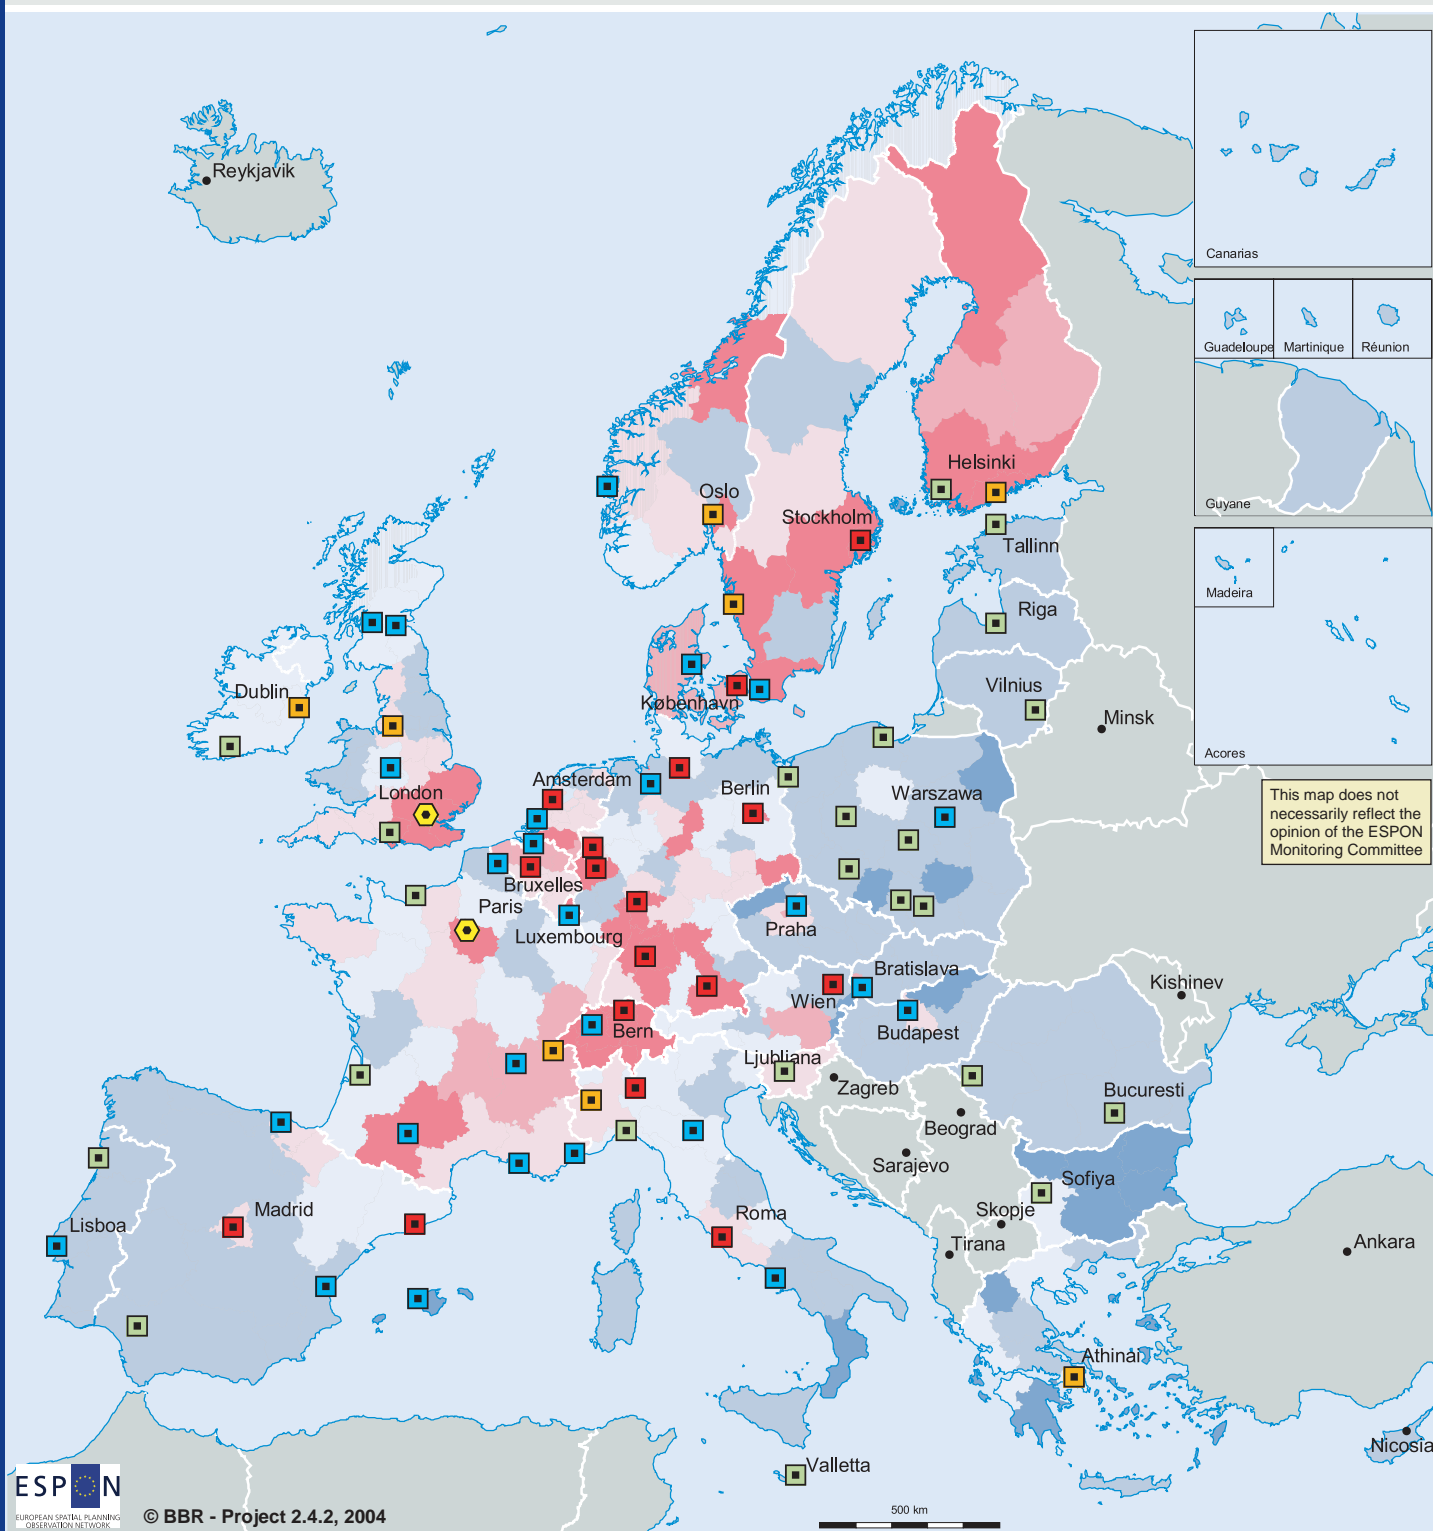 Reykjavik
Canarias
Guadeloupe
Martinique
Réunion
Guyane
Madeira
Acores
This map does not
necessarily reflect the
opinion of the ESPON
Monitoring Committee
Helsinki
Oslo
Stockholm
Tallinn
Riga
Vilnius
Minsk
Dublin
København
Amsterdam
Berlin
Warszawa
London
Bruxelles
Paris
Luxembourg
Praha
Bratislava
Wien
Kishinev
Bern
Budapest
Ljubljana
Zagreb
Bucuresti
Beograd
Sarajevo
Sofiya
Skopje
Tirana
Madrid
Lisboa
Roma
Ankara
Athinai
Nicosia
Valletta
ESPON
EUROPEAN SPATIAL PLANNING
OBSERVATION NETWORK
© BBR - Project 2.4.2, 2004
500 km